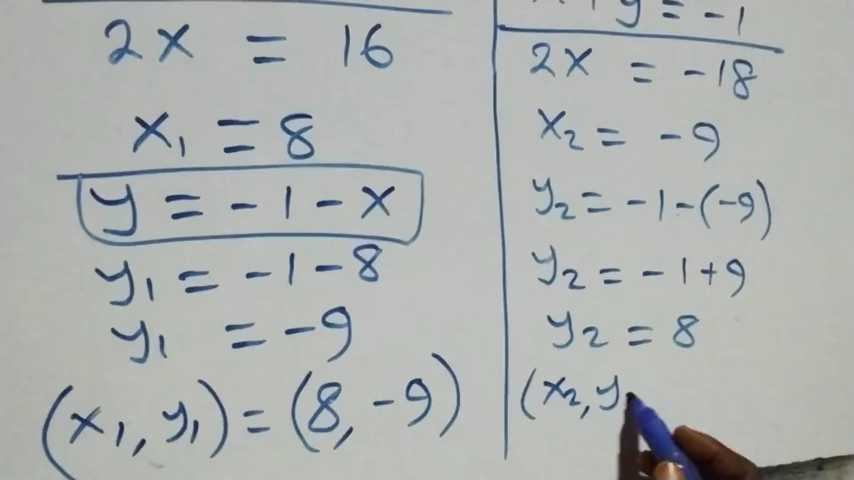 2x = 16
x₁ = 8
y = -1 - x
y₁ = -1 - 8
y₁ = -9
(x₁, y₁) = (8, -9)
y = -1
2x = -18
x₂ = -9
y₂ = -1 - (-9)
y₂ = -1 + 9
y₂ = 8
(x₂, y